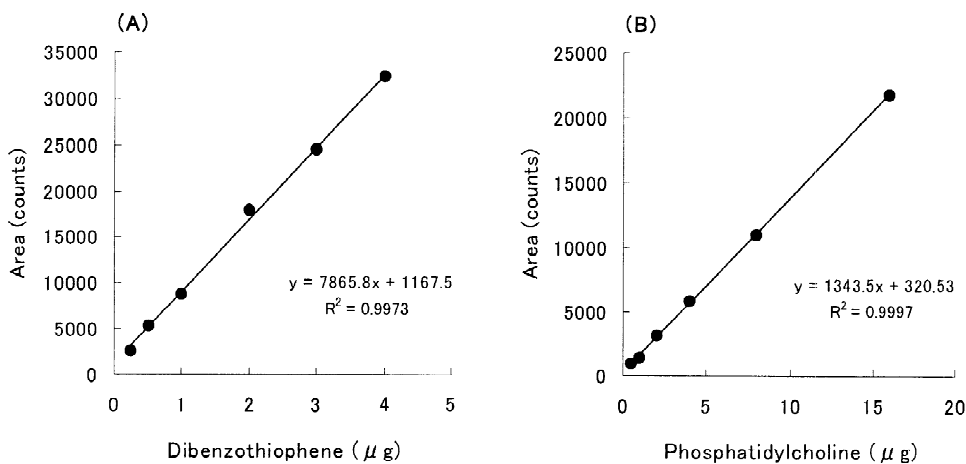 (A)
35000
30000
25000
20000
15000
10000
5000
0
Area (counts)
0 1 2 3 4 5
Dibenzothiophene (μg)
y = 7865.8x + 1167.5
R² = 0.9973
(B)
25000
20000
15000
10000
5000
0
Area (counts)
0 5 10 15 20
Phosphatidylcholine (μg)
y = 1343.5x + 320.53
R² = 0.9997